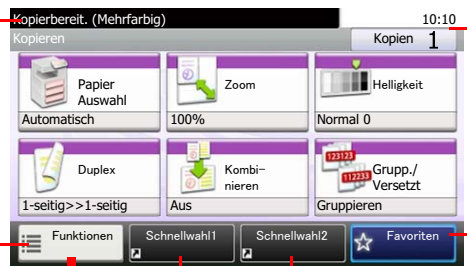 Kopierbereit. (Mehrfarbig) 10:10
Kopieren Kopien 1
Papier
Auswahl
Automatisch
Zoom
100%
Helligkeit
Normal 0
Duplex
1-seitig>>1-seitig
Kombi-
nieren
Aus
123123
112233
Grupp./
Versetzt
Gruppieren
Funktionen
Schnellwahl1
Schnellwahl2
Favoriten